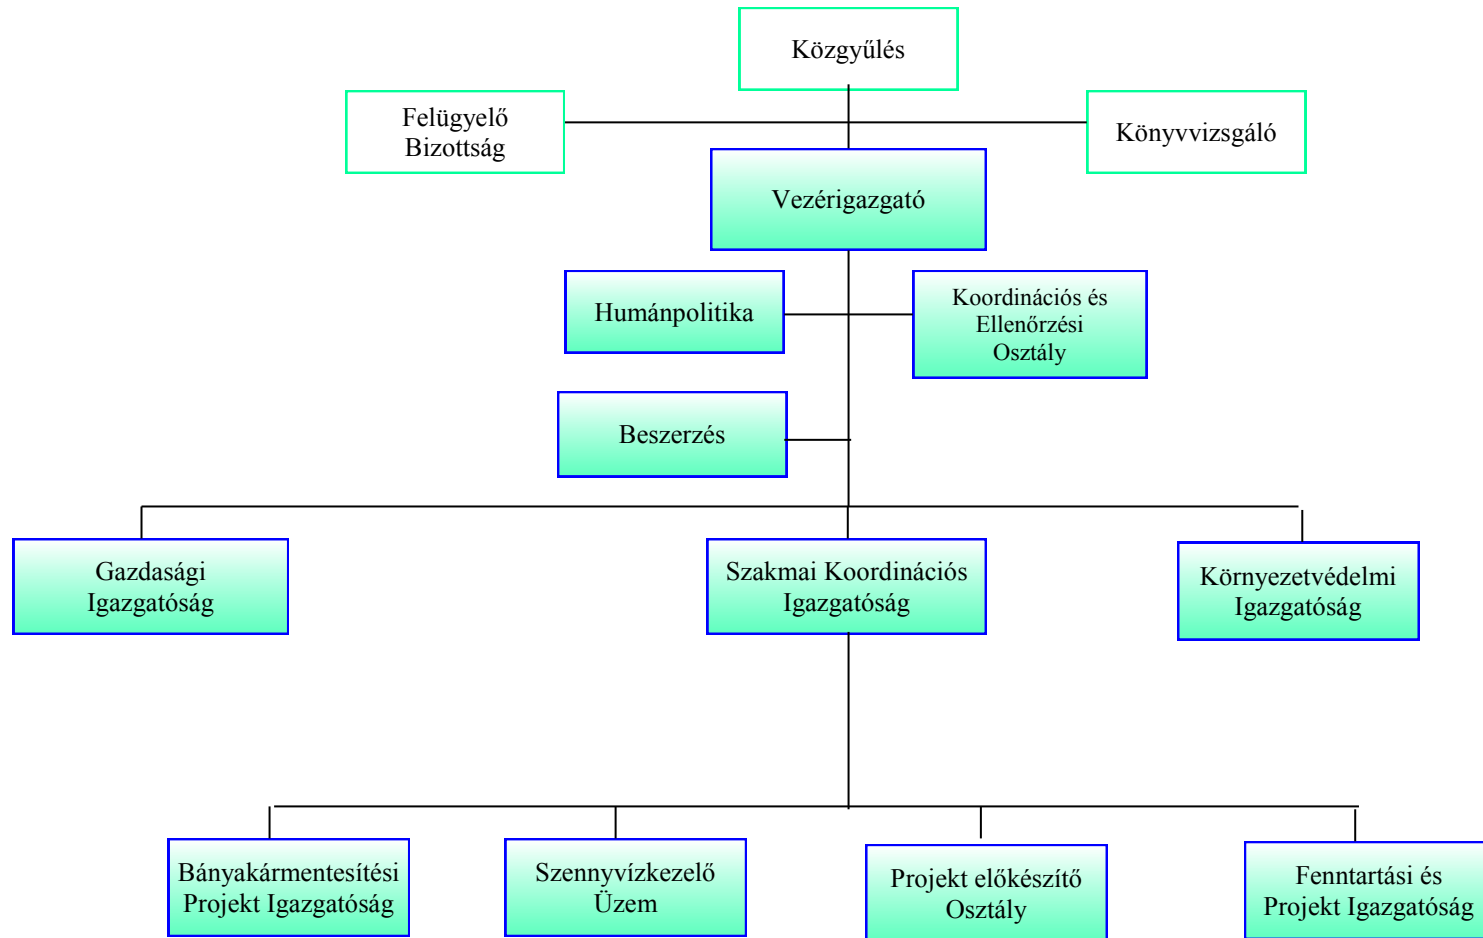 Közgyűlés
Felügyelő
Bizottság
Könyvvizsgáló
Vezérigazgató
Humánpolitika
Koordinációs és
Ellenőrzési
Osztály
Beszerzés
Gazdasági
Igazgatóság
Szakmai Koordinációs
Igazgatóság
Környezetvédelmi
Igazgatóság
Bányakármentesítési
Projekt Igazgatóság
Szennyvízkezelő
Üzem
Projekt előkészítő
Osztály
Fenntartási és
Projekt Igazgatóság